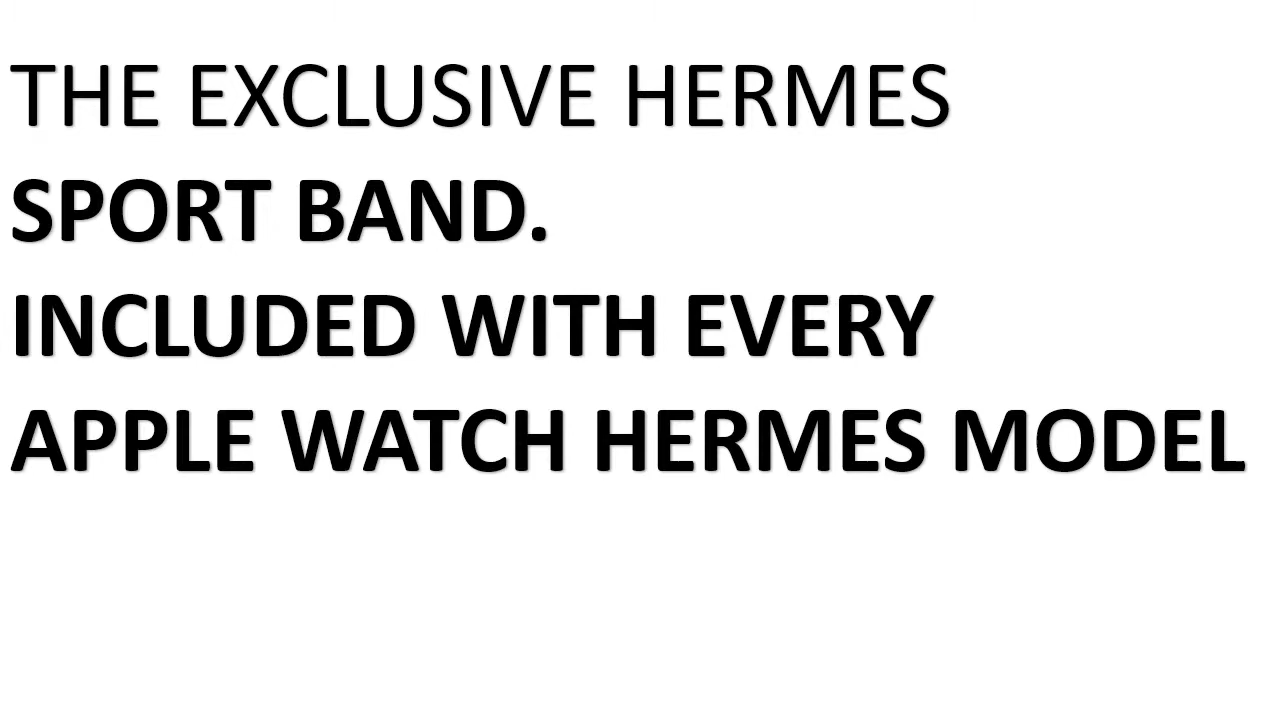 THE EXCLUSIVE HERMES
SPORT BAND.
INCLUDED WITH EVERY
APPLE WATCH HERMES MODEL